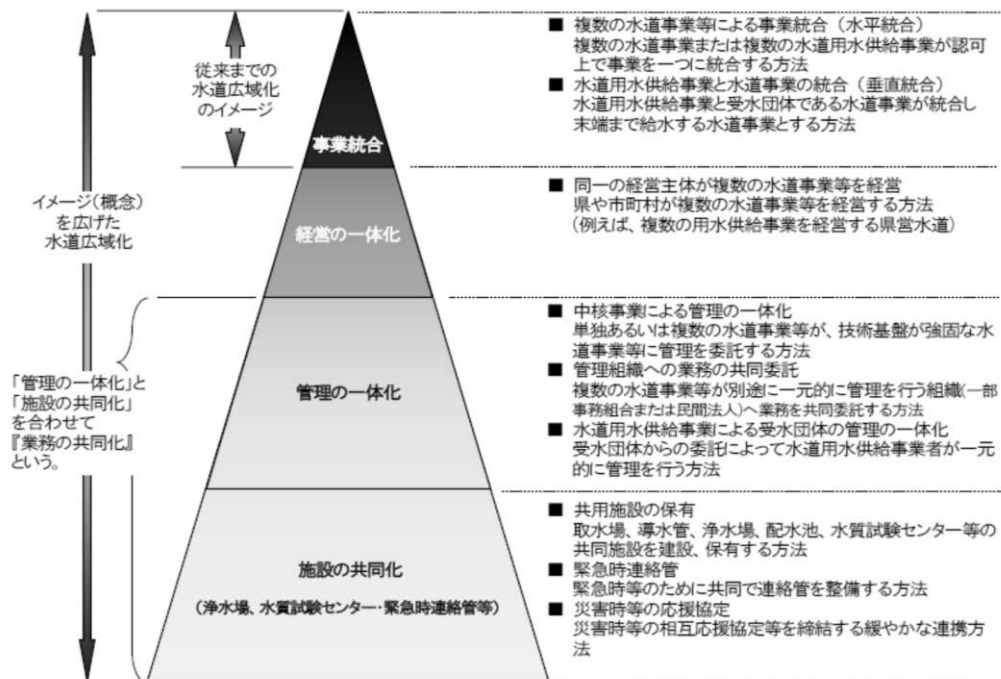 従来までの
水道広域化
のイメージ
イメージ(概念)
を広げた
水道広域化
「管理の一体化」と
「施設の共同化」
を合わせて
『業務の共同化』
という。
事業統合
経営の一体化
管理の一体化
施設の共同化
(浄水場、水質試験センター・緊急時連絡管等)
■ 複数の水道事業等による事業統合(水平統合)
複数の水道事業または複数の水道用水供給事業が認可
上で事業を一つに統合する方法
■ 水道用水供給事業と水道事業の統合(垂直統合)
水道用水供給事業と受水団体である水道事業が統合し
末端まで給水する水道事業とする方法
■ 同一の経営主体が複数の水道事業等を経営
県や市町村が複数の水道事業等を経営する方法
(例えば、複数の用水供給事業を経営する県営水道)
■ 中核事業による管理の一体化
単独あるいは複数の水道事業等が、技術基盤が強固な水
道事業等に管理を委託する方法
■ 管理組織への業務の共同委託
複数の水道事業等が別途に一元的に管理を行う組織(一部
事務組合または民間法人)へ業務を共同委託する方法
■ 水道用水供給事業による受水団体の管理の一体化
受水団体からの委託によって水道用水供給事業者が一元
的に管理を行う方法
■ 共用施設の保有
取水場、導水管、浄水場、配水池、水質試験センター等の
共同施設を建設、保有する方法
■ 緊急時連絡管
緊急時等のために共同で連絡管を整備する方法
■ 災害時等の応援協定
災害時等の相互応援協定等を締結する緩やかな連携方
法